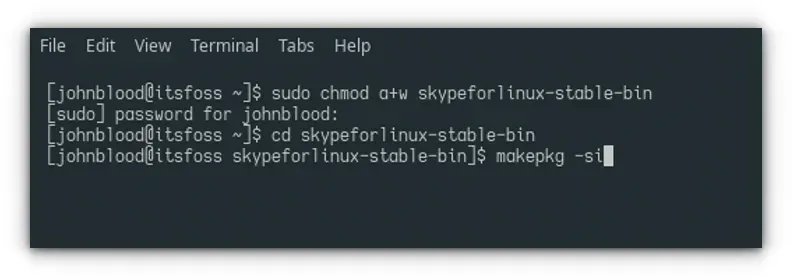 File Edit View Terminal Tabs Help
[johnblood@itsfoss ~]$ sudo chmod a+w skypeforlinux-stable-bin
[sudo] password for johnblood:
[johnblood@itsfoss ~]$ cd skypeforlinux-stable-bin
[johnblood@itsfoss skypeforlinux-stable-bin]$ makepkg -si